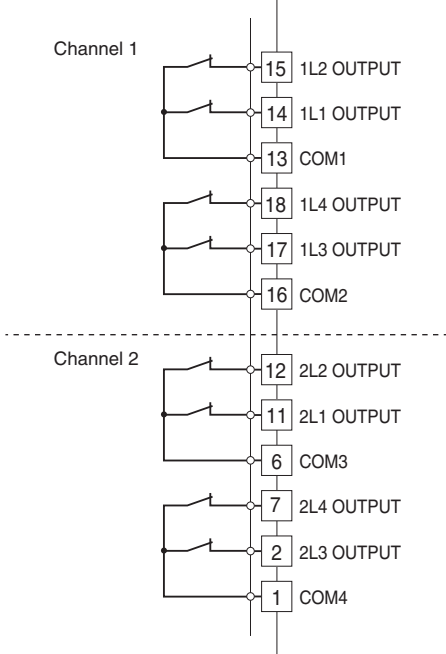 Channel 1
15 1L2 OUTPUT
14 1L1 OUTPUT
13 COM1
18 1L4 OUTPUT
17 1L3 OUTPUT
16 COM2
Channel 2
12 2L2 OUTPUT
11 2L1 OUTPUT
6 COM3
7 2L4 OUTPUT
2 2L3 OUTPUT
1 COM4